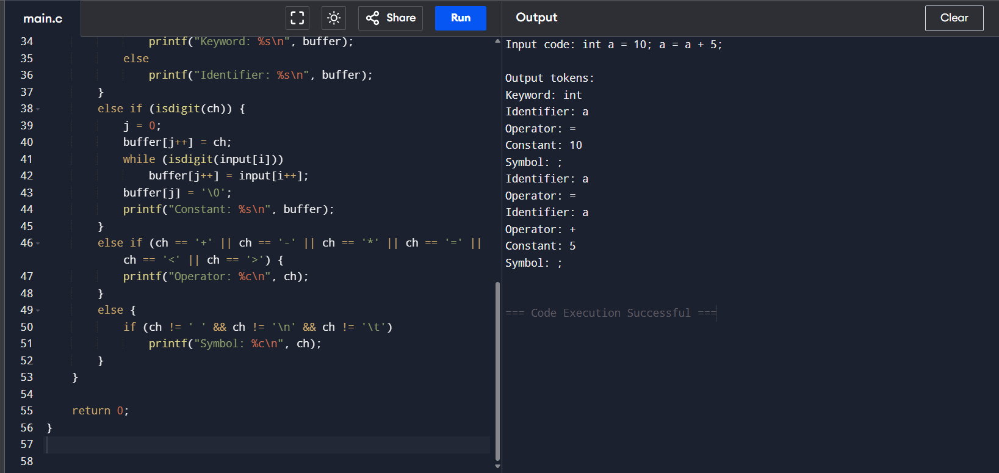 main.c
Share
Run
34 printf("Keyword: %s\n", buffer);
35 else
36 printf("Identifier: %s\n", buffer);
37 }
38 else if (isdigit(ch)) {
39 j = 0;
40 buffer[j++] = ch;
41 while (isdigit(input[i]))
42 buffer[j++] = input[i++];
43 buffer[j] = '\0';
44 printf("Constant: %s\n", buffer);
45 }
46 else if (ch == '+' || ch == '-' || ch == '*' || ch == '=' ||
ch == '<' || ch == '>') {
47 printf("Operator: %c\n", ch);
48 }
49 else {
50 if (ch != ' ' && ch != '\n' && ch != '\t')
51 printf("Symbol: %c\n", ch);
52 }
53 }
54
55 return 0;
56 }
57
58
Output
Clear
Input code: int a = 10; a = a + 5;
Output tokens:
Keyword: int
Identifier: a
Operator: =
Constant: 10
Symbol: ;
Identifier: a
Operator: =
Identifier: a
Operator: +
Constant: 5
Symbol: ;
=== Code Execution Successful ===